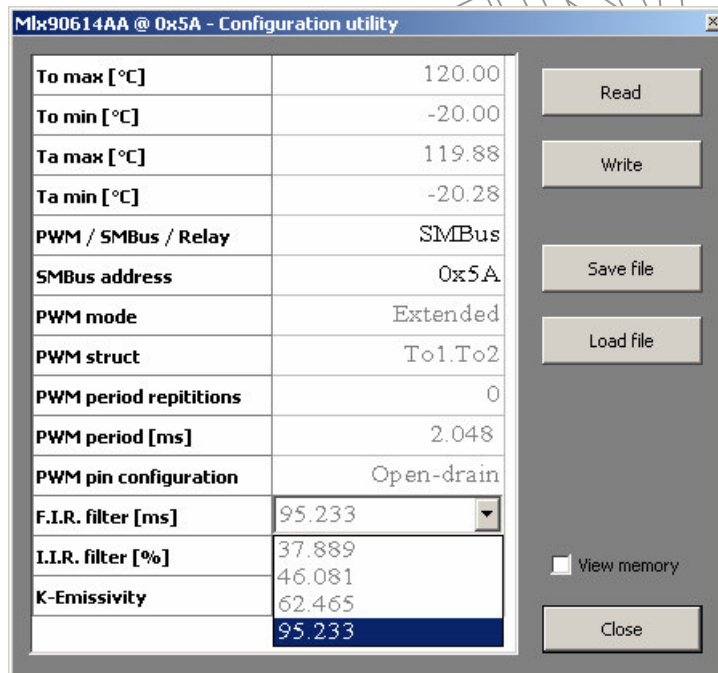 Mlx90614AA @ 0x5A - Configuration utility
To max [°C] 120.00
To min [°C] -20.00
Ta max [°C] 119.88
Ta min [°C] -20.28
PWM / SMBus / Relay SMBus
SMBus address 0x5A
PWM mode Extended
PWM struct To1.To2
PWM period repititions 0
PWM period [ms] 2.048
PWM pin configuration Open-drain
F.I.R. filter [ms] 95.233
I.I.R. filter [%]
K-Emissivity
37.889
46.081
62.465
95.233
Read
Write
Save file
Load file
View memory
Close